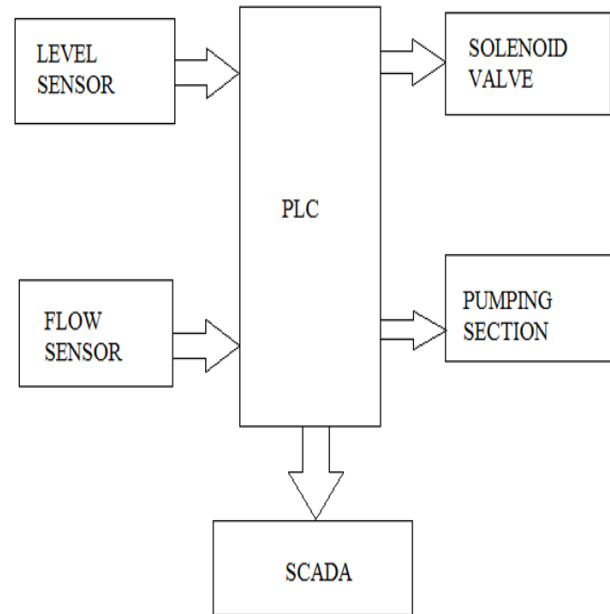 LEVEL
SENSOR
SOLENOID
VALVE
PLC
FLOW
SENSOR
PUMPING
SECTION
SCADA